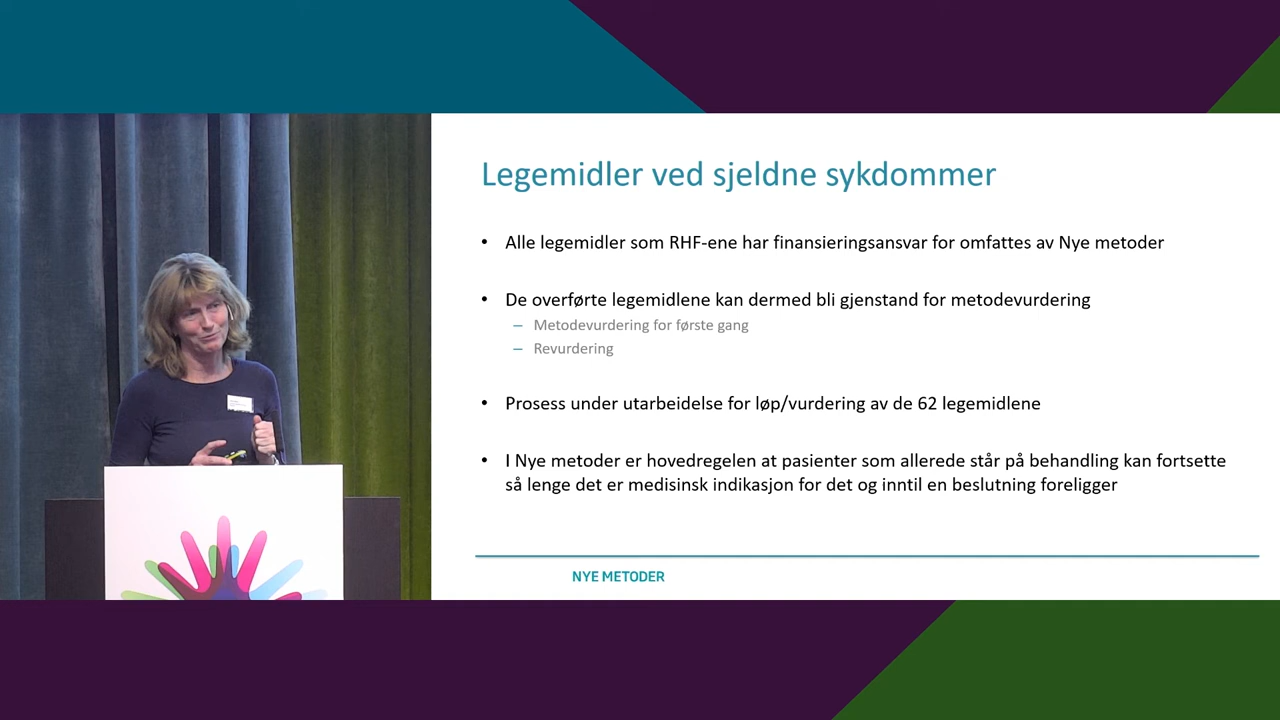 Legemidler ved sjeldne sykdommer
• Alle legemidler som RHF-ene har finansieringsansvar for omfattes av Nye metoder
• De overførte legemidlene kan dermed bli gjenstand for metodevurdering
– Metodevurdering for første gang
– Revurdering
• Prosess under utarbeidelse for løp/vurdering av de 62 legemidlene
• I Nye metoder er hovedregelen at pasienter som allerede står på behandling kan fortsette
så lenge det er medisinsk indikasjon for det og inntil en beslutning foreligger
NYE METODER